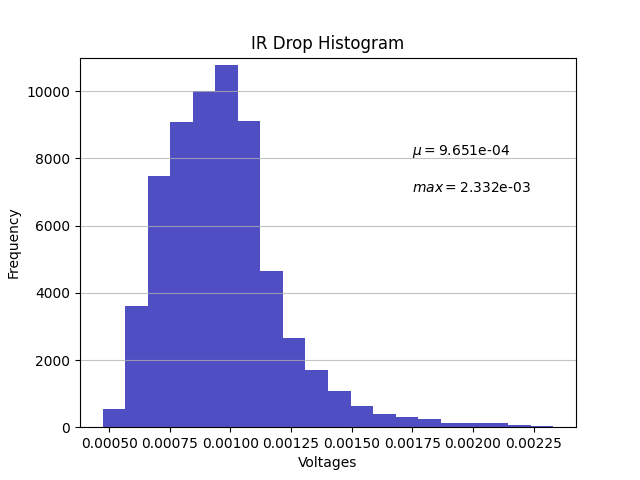 IR Drop Histogram
10000
8000
6000
4000
2000
0
Frequency
μ = 9.651e-04
max = 2.332e-03
0.00050 0.00075 0.00100 0.00125 0.00150 0.00175 0.00200 0.00225
Voltages